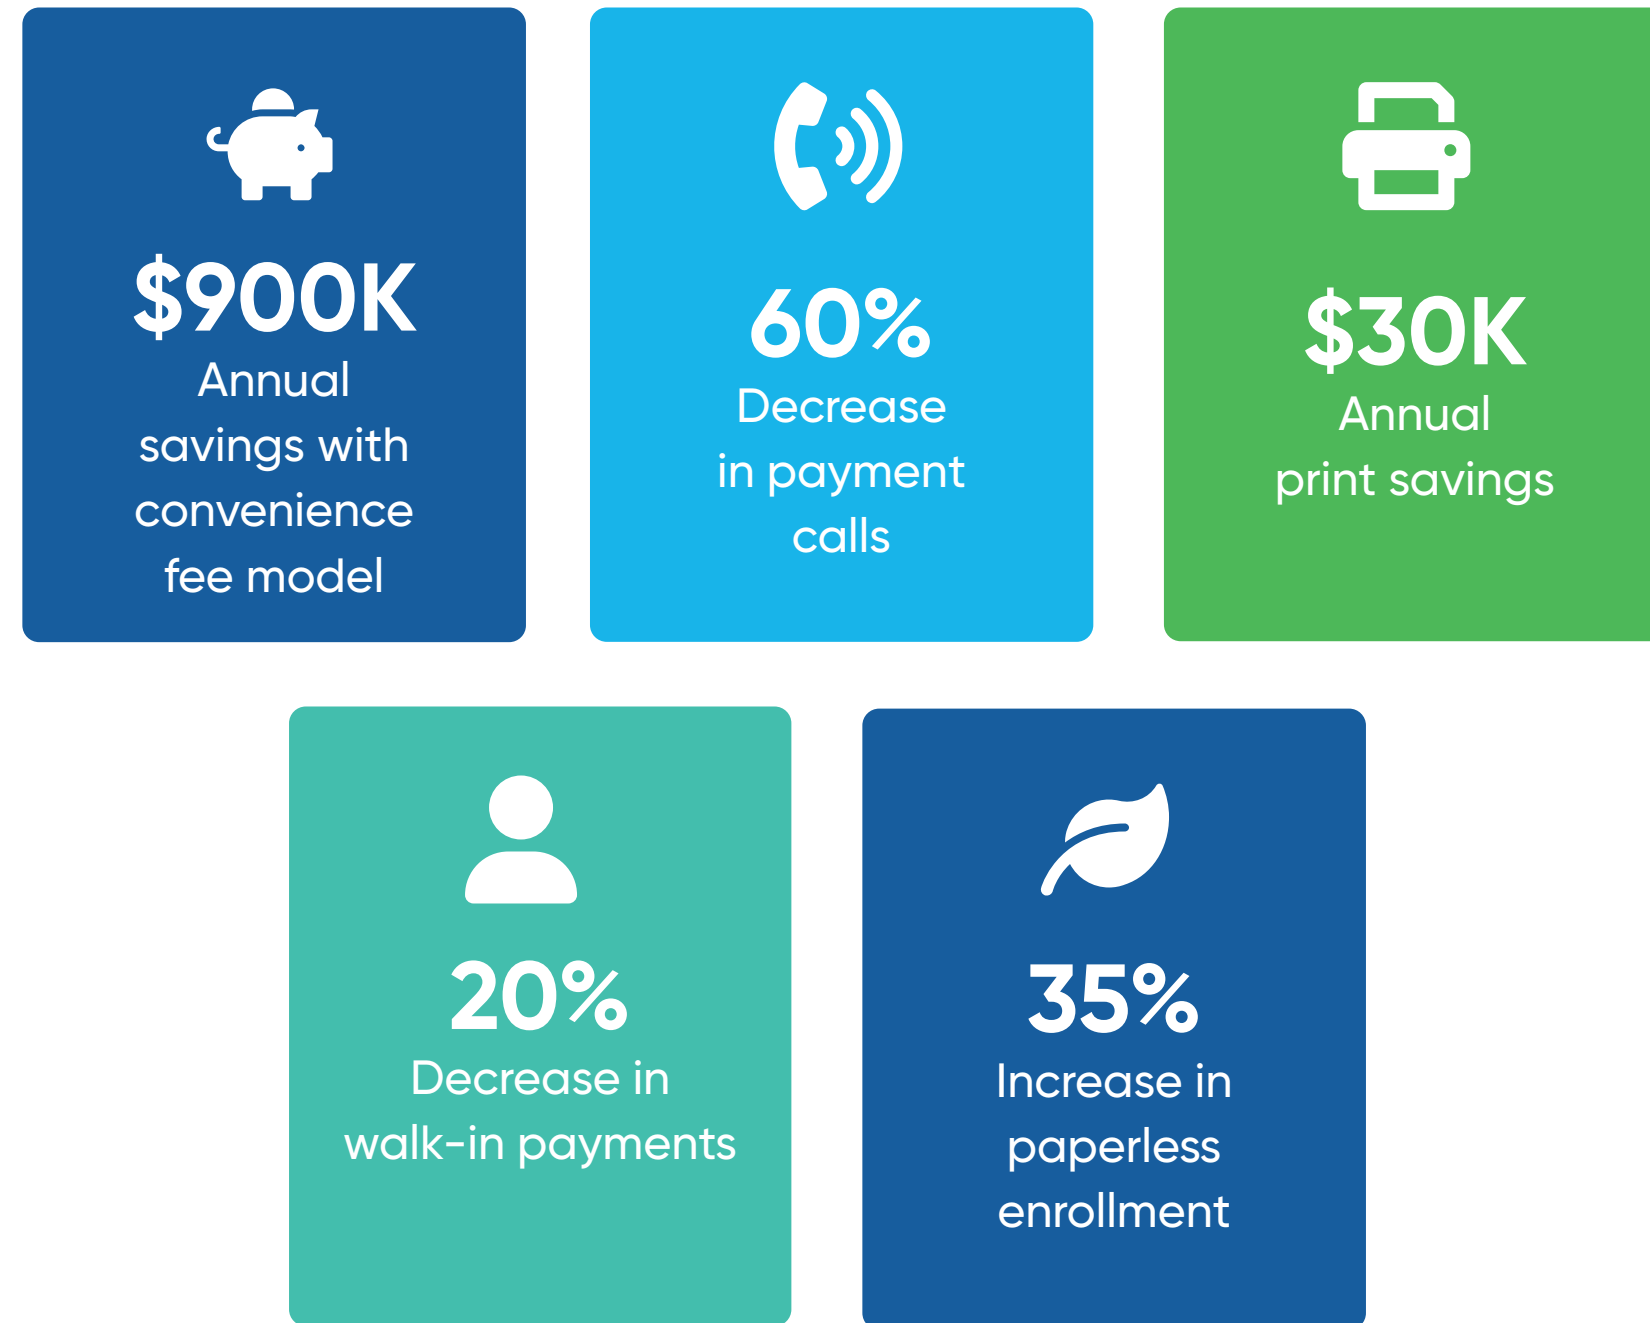 $900K
Annual
savings with
convenience
fee model
60%
Decrease
in payment
calls
$30K
Annual
print savings
20%
Decrease in
walk-in payments
35%
Increase in
paperless
enrollment